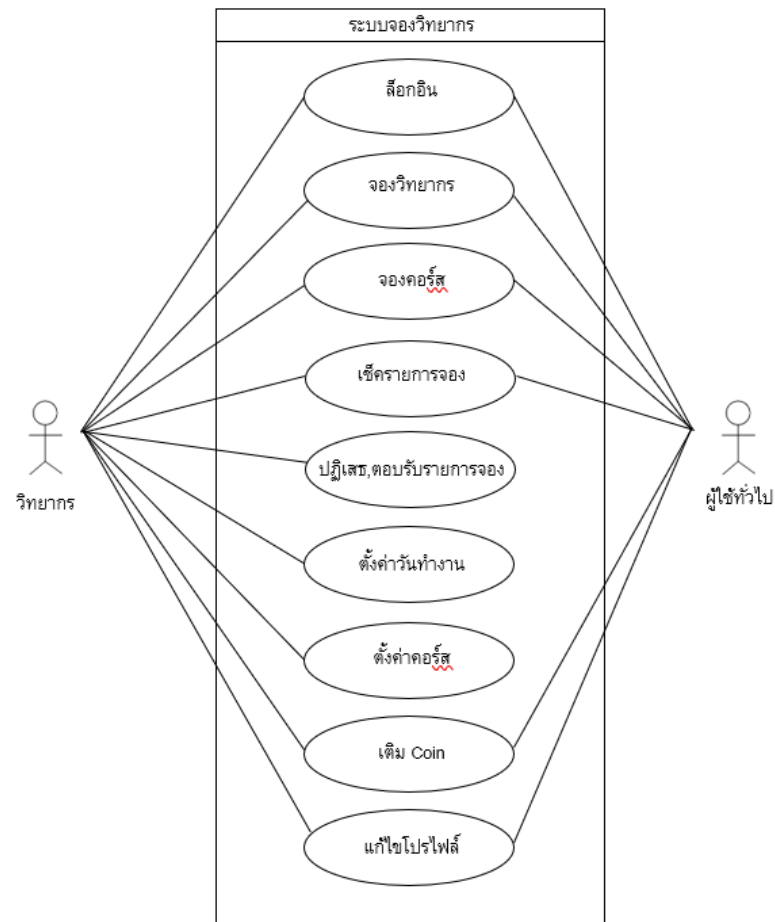 ระบบจองวิทยากร
ล็อกอิน
จองวิทยากร
จองคอร์ส
เช็ครายการจอง
ปฏิเสธ,ตอบรับรายการจอง
วิทยากร
ผู้ใช้ทั่วไป
ตั้งค่าวันทำงาน
ตั้งค่าคอร์ส
เติม Coin
แก้ไขโปรไฟล์